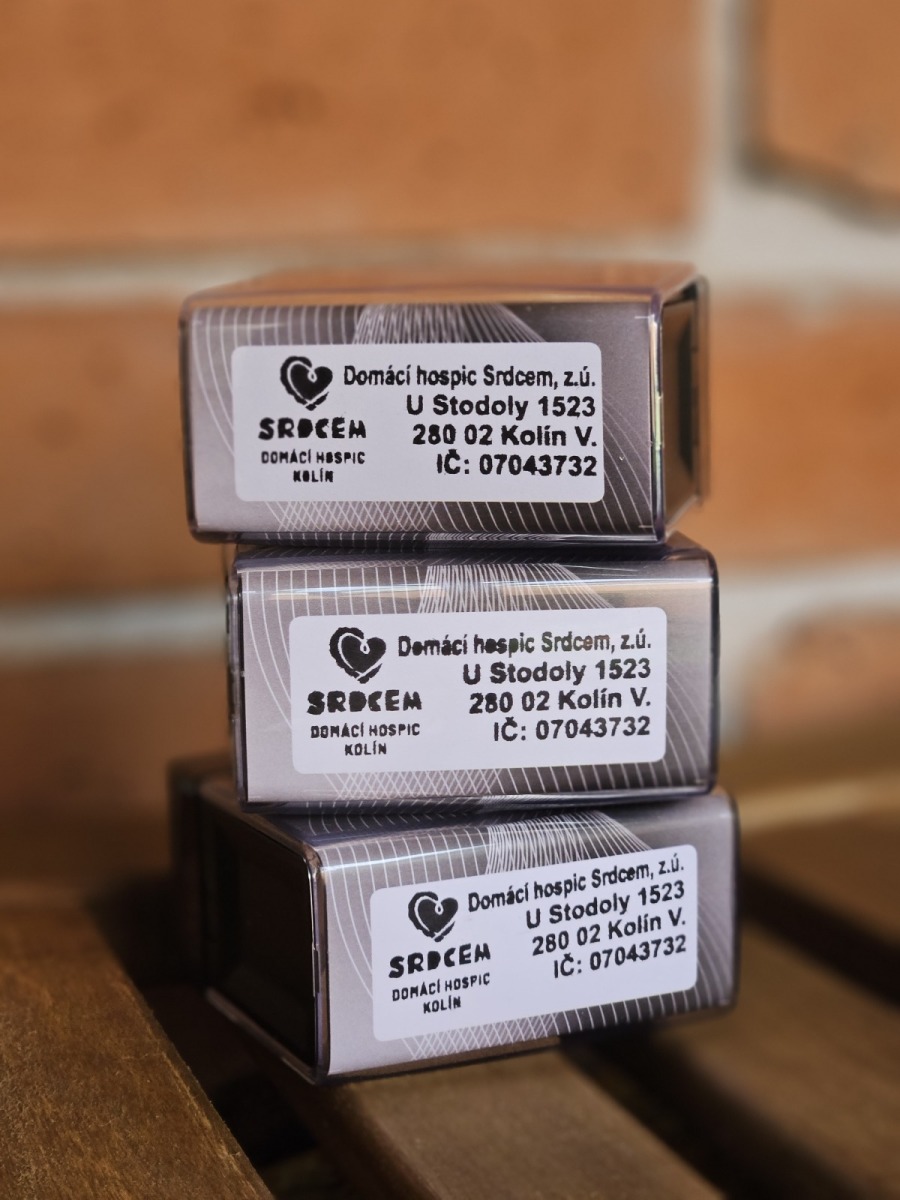 Domácí hospic Srdcem, z.ú.
U Stodoly 1523
280 02 Kolín V.
IČ: 07043732
SRDCEM
DOMÁCÍ HOSPIC
KOLÍN
Domácí hospic Srdcem, z.ú.
U Stodoly 1523
280 02 Kolín V.
IČ: 07043732
SRDCEM
DOMÁCÍ HOSPIC
KOLÍN
Domácí hospic Srdcem, z.ú.
U Stodoly 1523
280 02 Kolín V.
IČ: 07043732
SRDCEM
DOMÁCÍ HOSPIC
KOLÍN